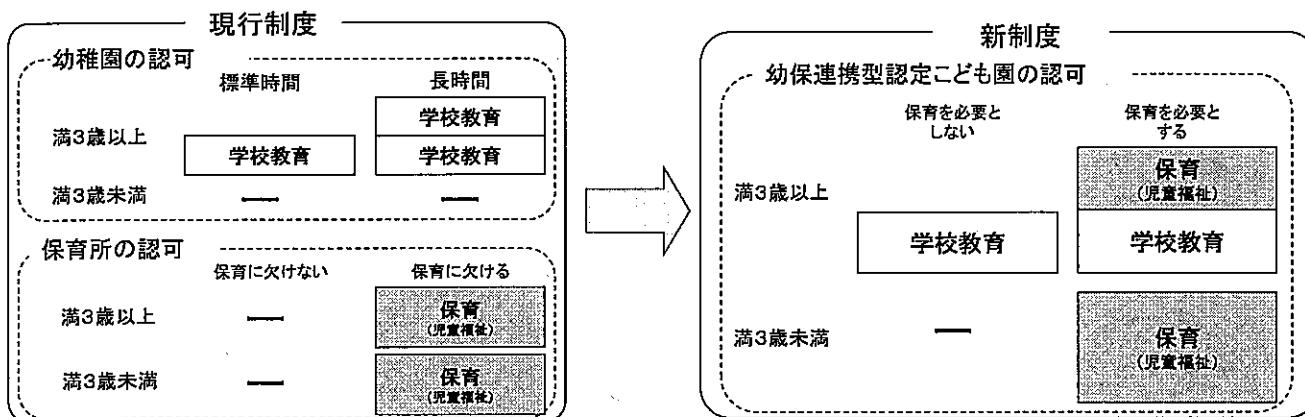 現行制度
幼稚園の認可
標準時間
長時間
満3歳以上
学校教育
学校教育
学校教育
満3歳未満
—
—
保育所の認可
保育に欠けない
保育に欠ける
満3歳以上
—
保育
(児童福祉)
満3歳未満
—
保育
(児童福祉)
新制度
幼保連携型認定こども園の認可
保育を必要と
しない
保育を必要と
する
満3歳以上
保育
(児童福祉)
学校教育
学校教育
満3歳未満
—
保育
(児童福祉)